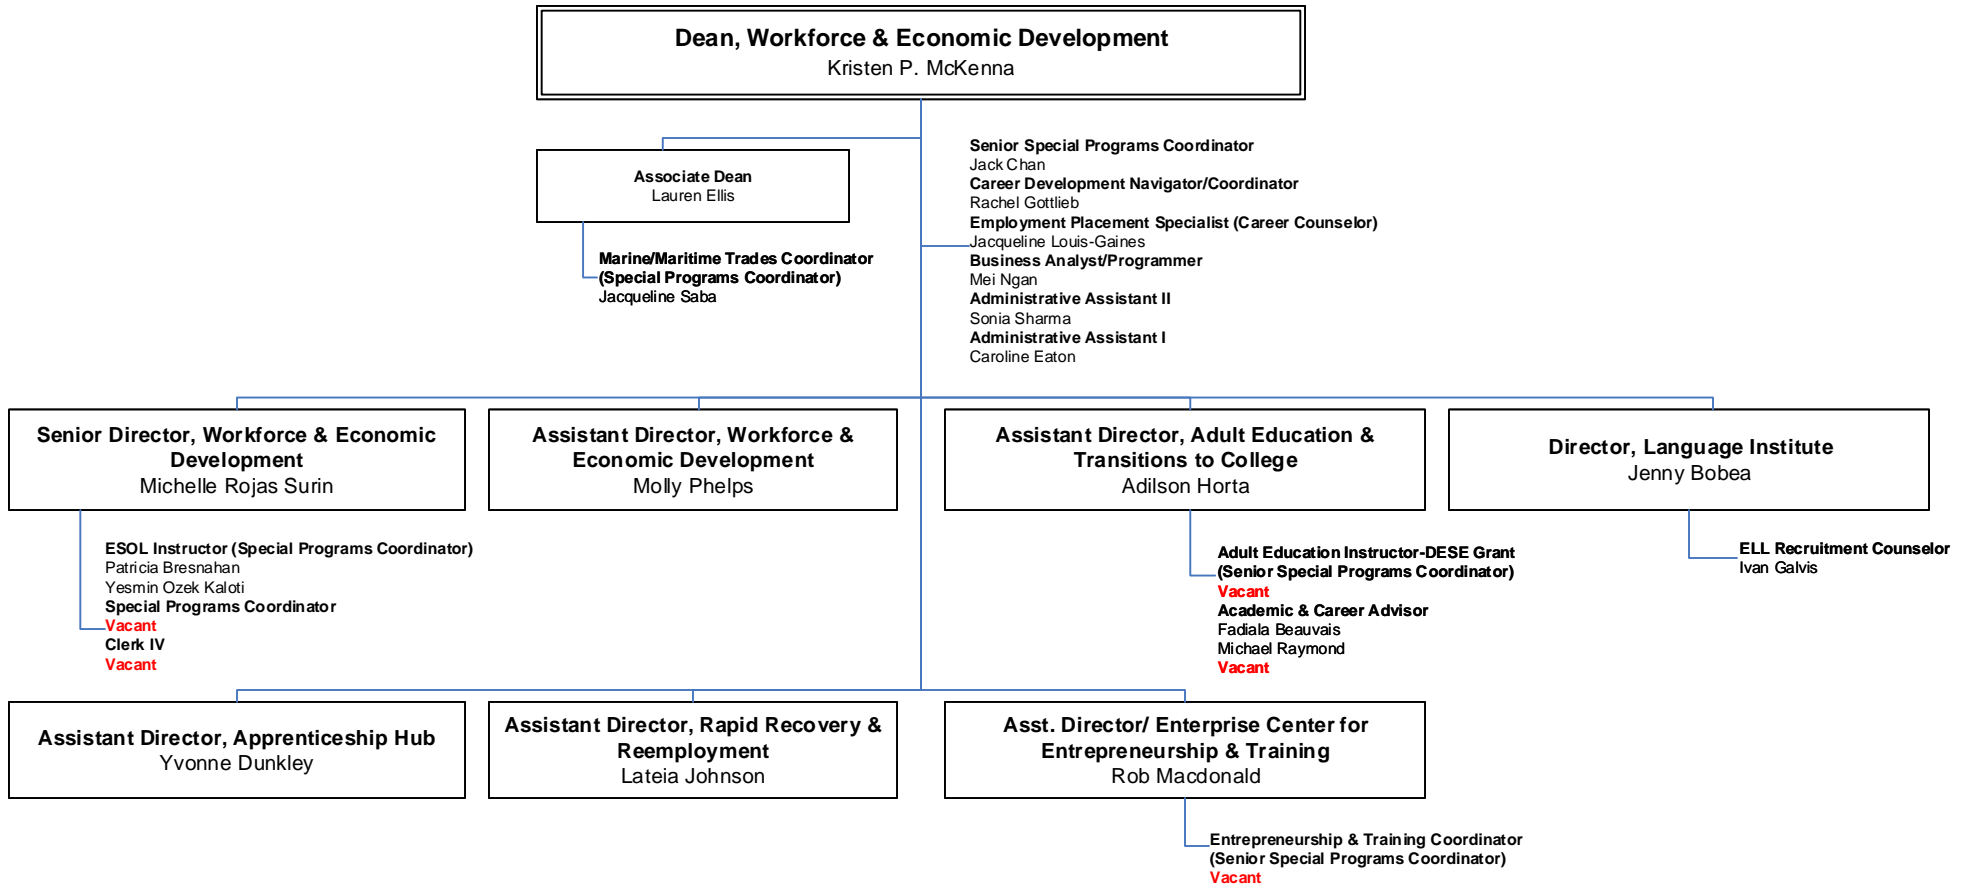 Dean, Workforce & Economic Development
Kristen P. McKenna
Associate Dean
Lauren Ellis
Marine/Maritime Trades Coordinator
(Special Programs Coordinator)
Jacqueline Saba
Senior Special Programs Coordinator
Jack Chan
Career Development Navigator/Coordinator
Rachel Gottlieb
Employment Placement Specialist (Career Counselor)
Jacqueline Louis-Gaines
Business Analyst/Programmer
Mei Ngan
Administrative Assistant II
Sonia Sharma
Administrative Assistant I
Caroline Eaton
Senior Director, Workforce & Economic
Development
Michelle Rojas Surin
ESOL Instructor (Special Programs Coordinator)
Patricia Bresnahan
Yesmin Ozek Kaloti
Special Programs Coordinator
Vacant
Clerk IV
Vacant
Assistant Director, Workforce &
Economic Development
Molly Phelps
Assistant Director, Adult Education &
Transitions to College
Adilson Horta
Adult Education Instructor-DESE Grant
(Senior Special Programs Coordinator)
Vacant
Academic & Career Advisor
Fadiala Beauvais
Michael Raymond
Vacant
Director, Language Institute
Jenny Bobea
ELL Recruitment Counselor
Ivan Galvis
Assistant Director, Apprenticeship Hub
Yvonne Dunkley
Assistant Director, Rapid Recovery &
Reemployment
Lateia Johnson
Asst. Director/ Enterprise Center for
Entrepreneurship & Training
Rob Macdonald
Entrepreneurship & Training Coordinator
(Senior Special Programs Coordinator)
Vacant